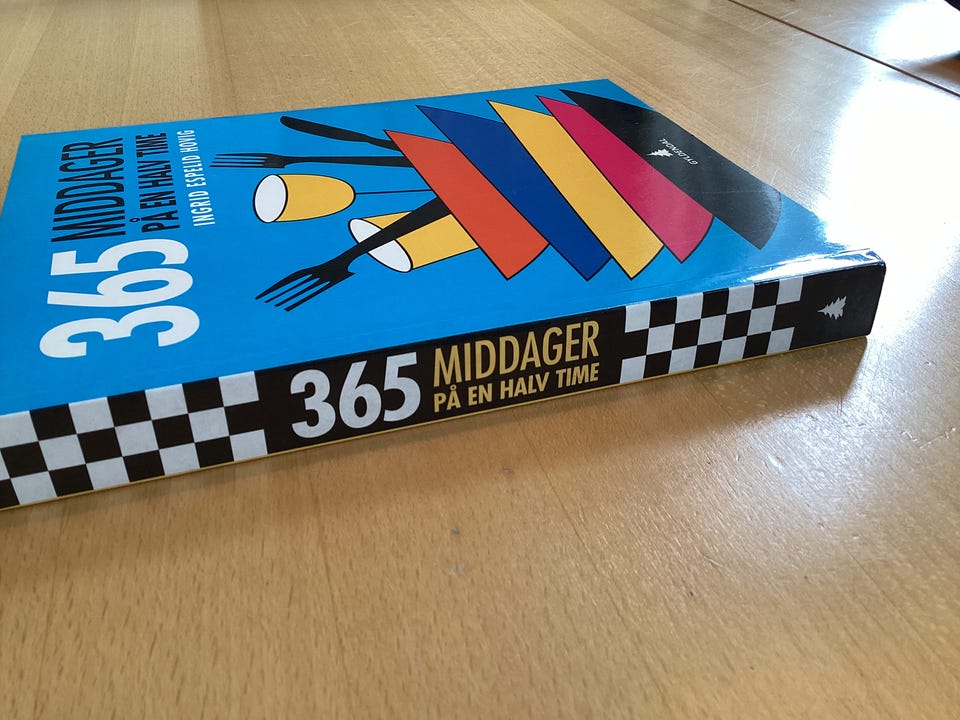 365
MIDDAGER
PÅ EN HALV TIME
INGRID ESPELID HOVIG
GYLDENDAL
365
MIDDAGER
PÅ EN HALV TIME